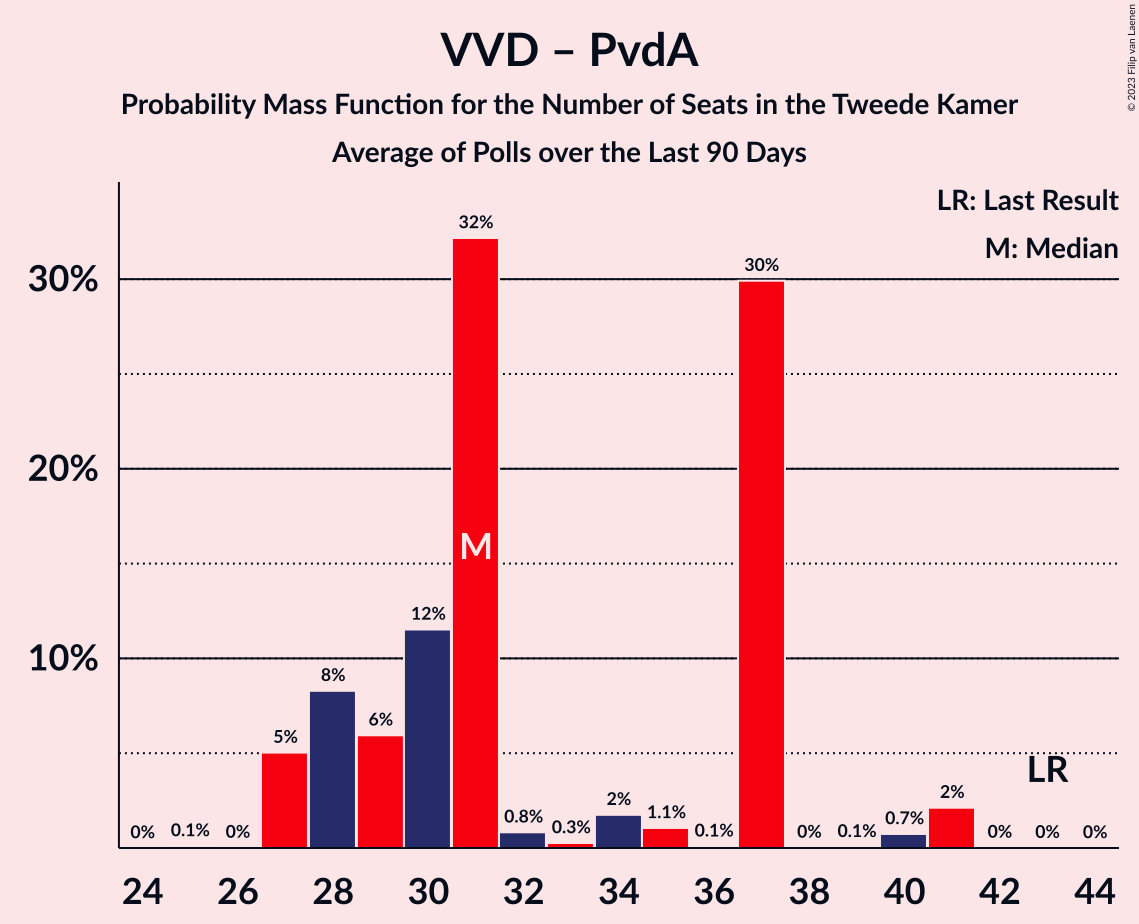 VVD – PvdA
Probability Mass Function for the Number of Seats in the Tweede Kamer
Average of Polls over the Last 90 Days
© 2023 Filip van Laenen
LR: Last Result
M: Median
30%
20%
10%
0% 0.1% 0% 5% 8% 6% 12% 32% 0.8% 0.3% 2% 1.1% 0.1% 30% 0% 0.1% 0.7% 2% 0% 0% 0%
M
LR
24 26 28 30 32 34 36 38 40 42 44